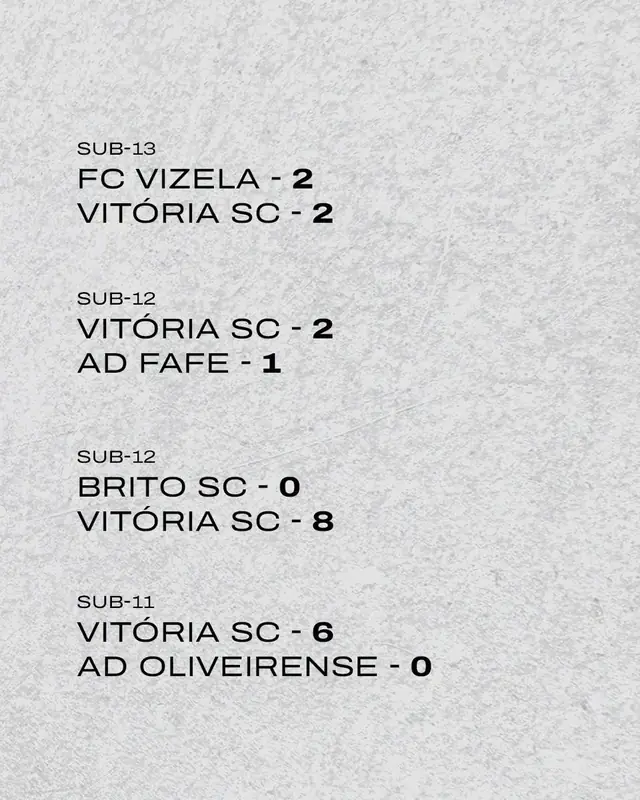 SUB-13
FC VIZELA - 2
VITÓRIA SC - 2
SUB-12
VITÓRIA SC - 2
AD FAFE - 1
SUB-12
BRITO SC - 0
VITÓRIA SC - 8
SUB-11
VITÓRIA SC - 6
AD OLIVEIRENSE - 0